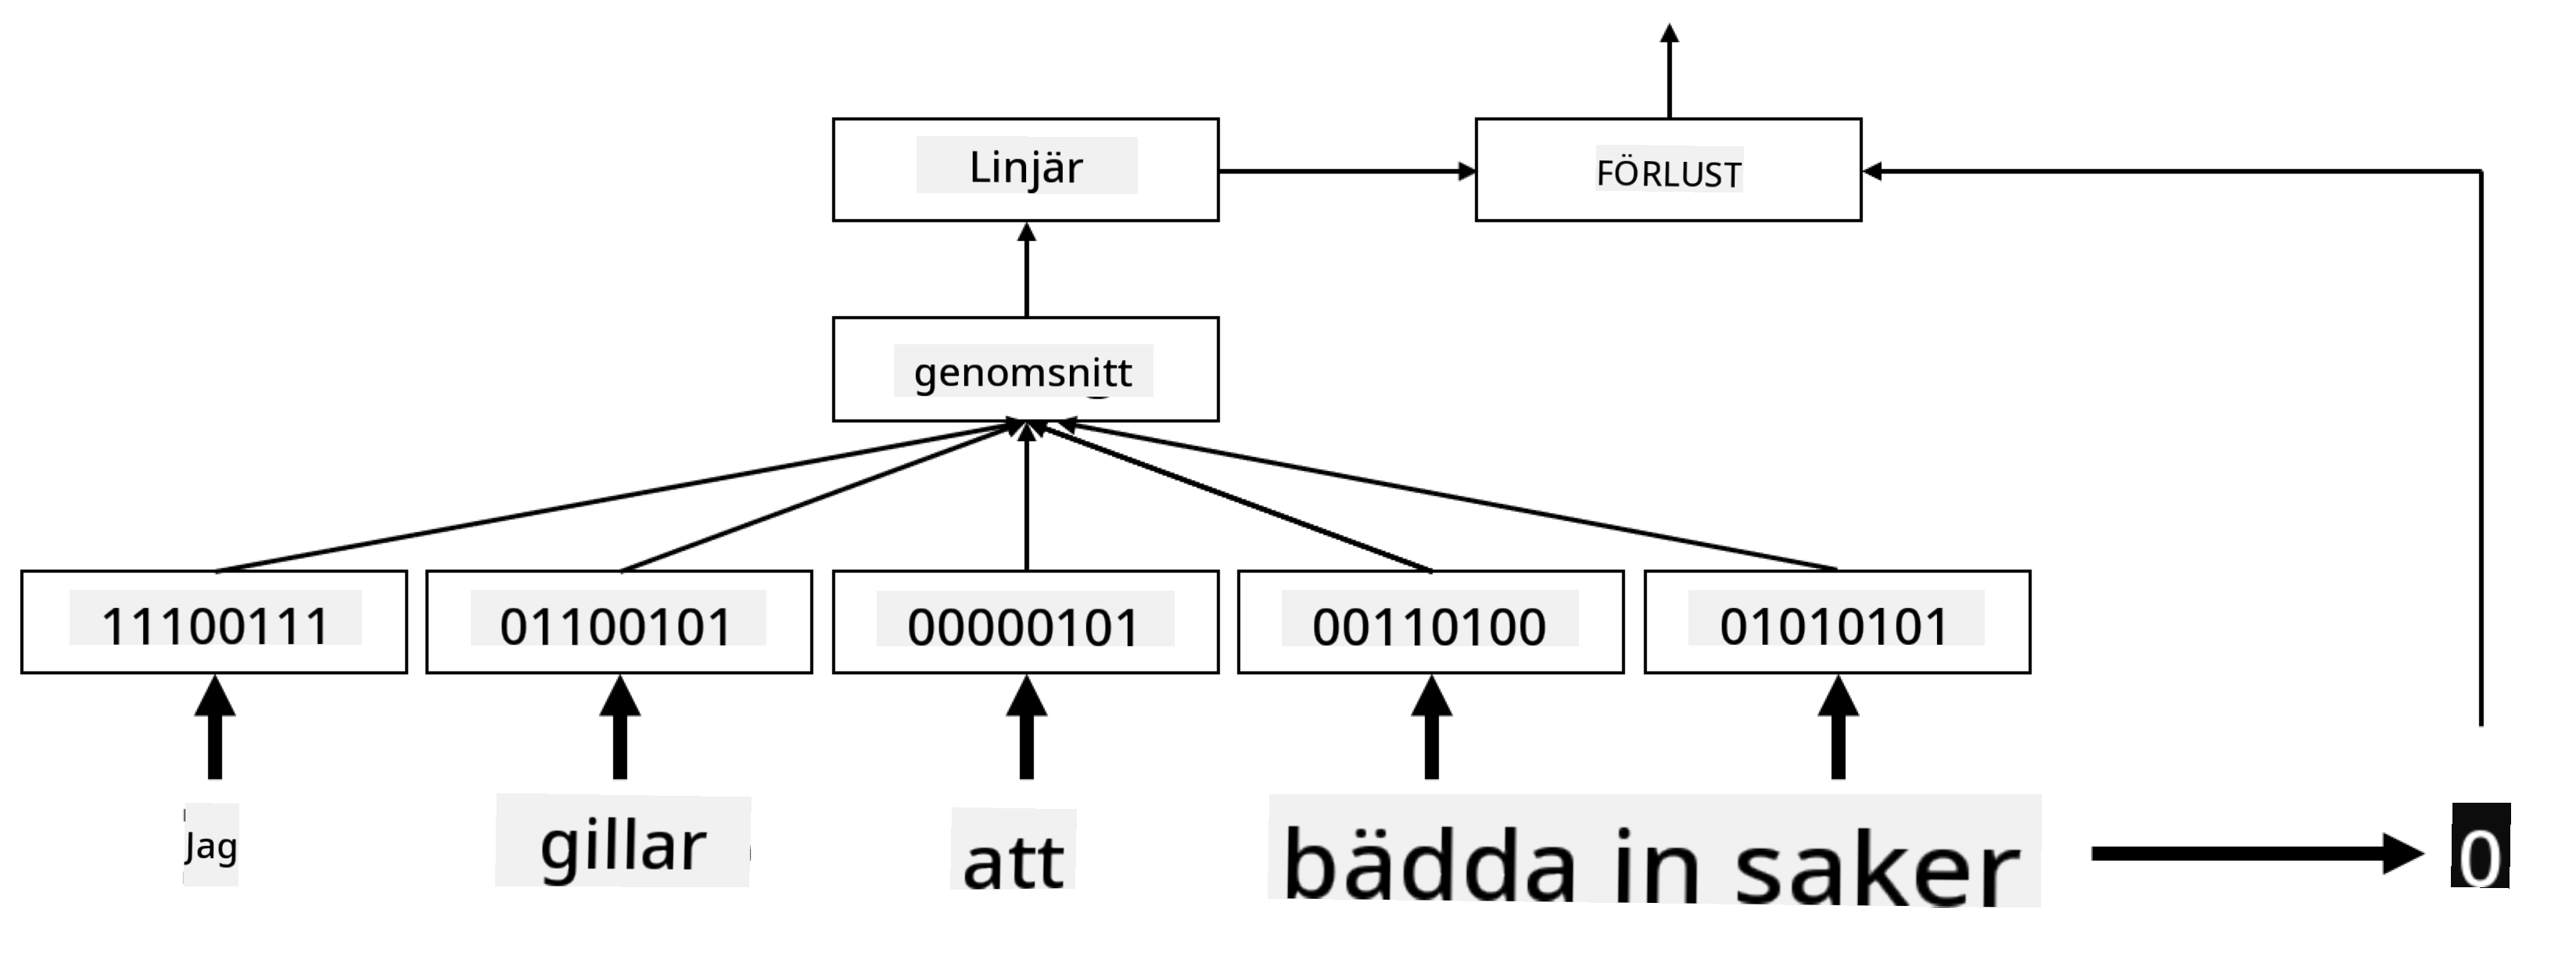 Linjär
FÖRLUST
genomsnitt
11100111
01100101
00000101
00110100
01010101
Jag
gillar
att
bädda in saker
0